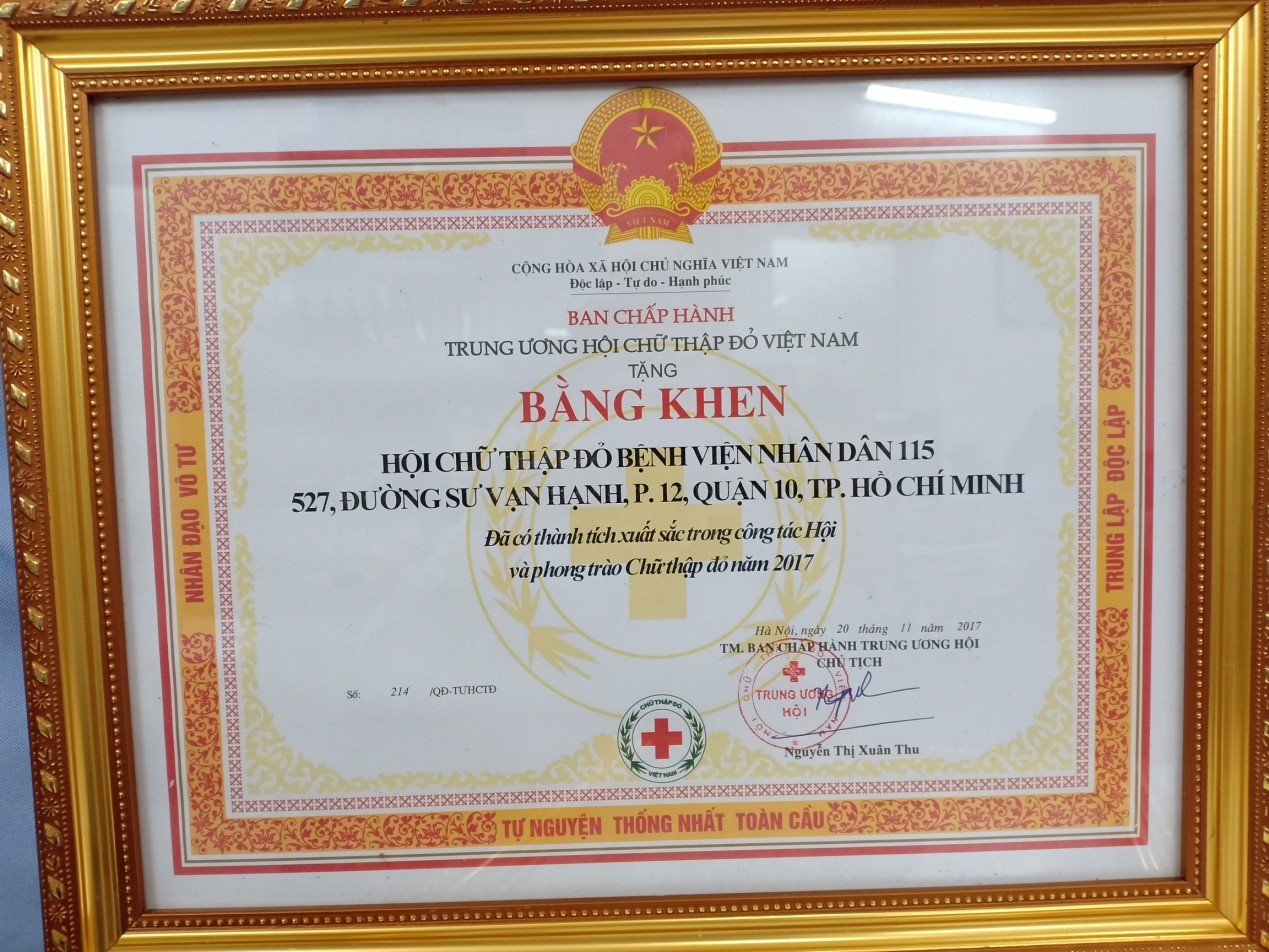 VIỆT NAM
CỘNG HÒA XÃ HỘI CHỦ NGHĨA VIỆT NAM
Độc lập - Tự do - Hạnh phúc
BAN CHẤP HÀNH
TRUNG ƯƠNG HỘI CHỮ THẬP ĐỎ VIỆT NAM
TẶNG
BẰNG KHEN
HỘI CHỮ THẬP ĐỎ BỆNH VIỆN NHÂN DÂN 115
527, ĐƯỜNG SƯ VẠN HẠNH, P. 12, QUẬN 10, TP. HỒ CHÍ MINH
Đã có thành tích xuất sắc trong công tác Hội
và phong trào Chữ thập đỏ năm 2017
NHÂN ĐẠO VÔ TƯ
TRUNG LẬP ĐỘC LẬP
Hà Nội, ngày 20 tháng 11 năm 2017
TM. BAN CHẤP HÀNH TRUNG ƯƠNG HỘI
CHỦ TỊCH
TRUNG ƯƠNG
HỘI
Nguyễn Thị Xuân Thu
Số: 214 /QĐ-TƯHCTĐ
CHỮ THẬP ĐỎ
VIỆT NAM
TỰ NGUYỆN THỐNG NHẤT TOÀN CẦU